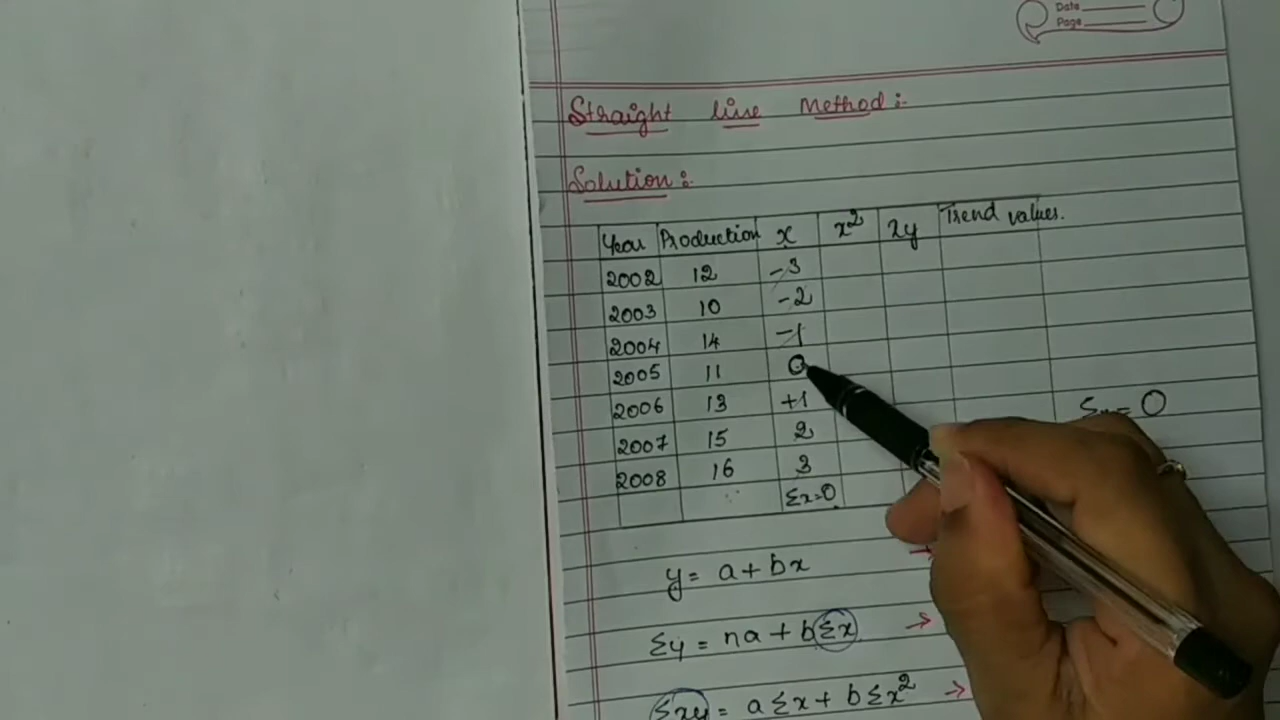 Date
Page
Straight line Method:
Solution:
Year Production x x² xy Trend values.
2002 12 -3
2003 10 -2
2004 14 -1
2005 11 0
2006 13 +1
2007 15 2
2008 16 3
Σx=0
= 0
y = a + bx
Σy = na + bΣx →
Σxy = aΣx + bΣx² →